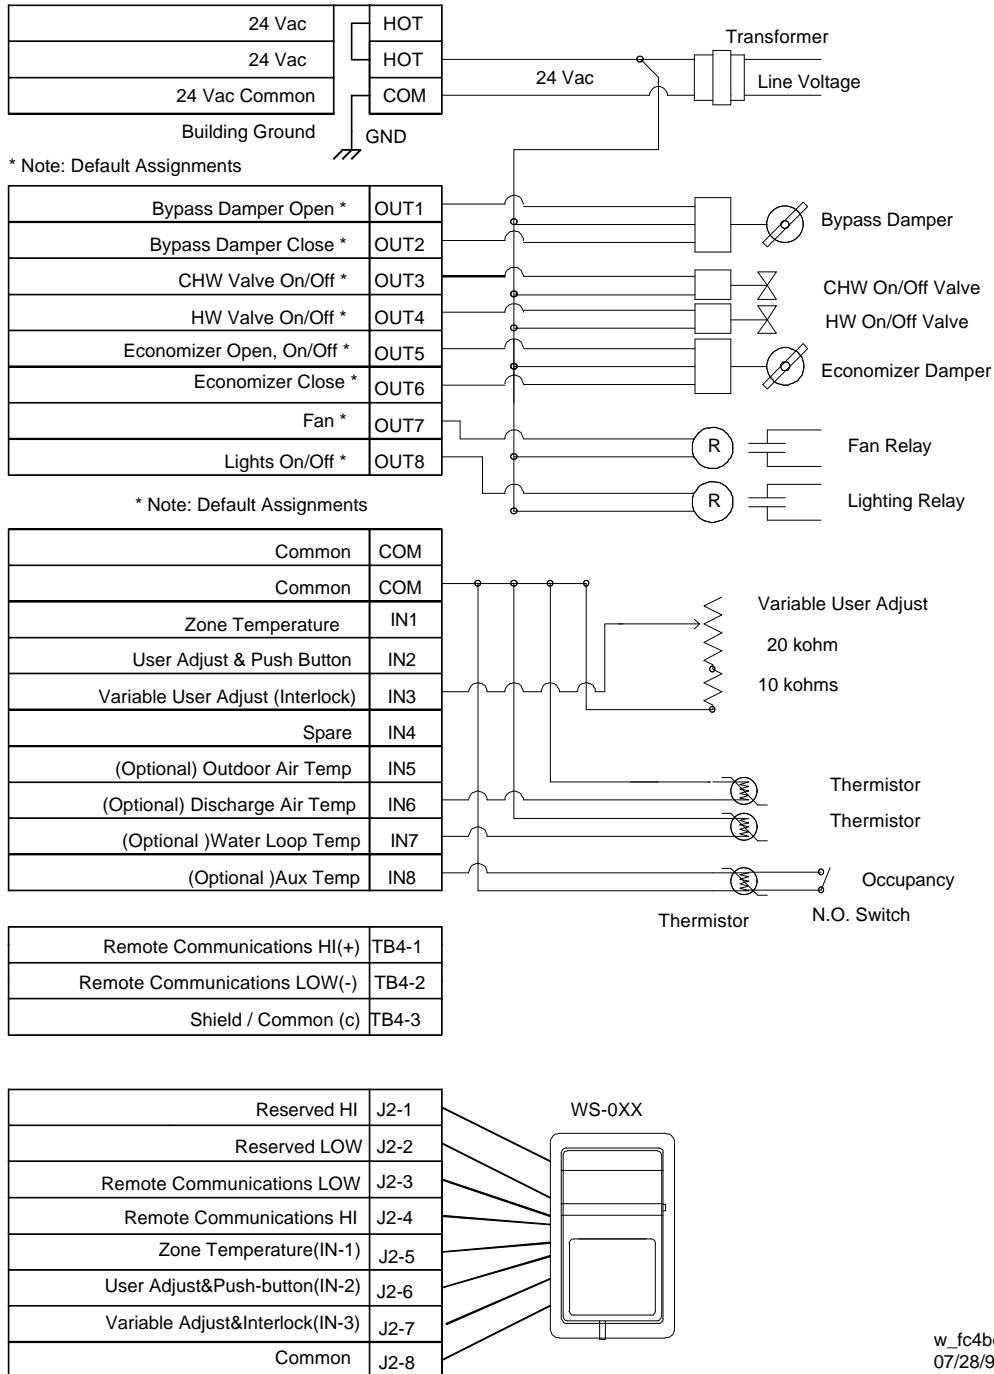 24 Vac HOT
Transformer
24 Vac HOT
24 Vac
Line Voltage
24 Vac Common COM
Building Ground GND
* Note: Default Assignments
Bypass Damper Open * OUT1
Bypass Damper
Bypass Damper Close * OUT2
CHW Valve On/Off * OUT3
CHW On/Off Valve
HW Valve On/Off * OUT4
HW On/Off Valve
Economizer Open, On/Off * OUT5
Economizer Damper
Economizer Close * OUT6
Fan * OUT7
R Fan Relay
Lights On/Off * OUT8
R Lighting Relay
* Note: Default Assignments
Common COM
Common COM
Variable User Adjust
Zone Temperature IN1
20 kohm
User Adjust & Push Button IN2
10 kohms
Variable User Adjust (Interlock) IN3
Spare IN4
(Optional) Outdoor Air Temp IN5
Thermistor
(Optional) Discharge Air Temp IN6
Thermistor
(Optional )Water Loop Temp IN7
(Optional )Aux Temp IN8
Occupancy
Thermistor
N.O. Switch
Remote Communications HI(+) TB4-1
Remote Communications LOW(-) TB4-2
Shield / Common (c) TB4-3
Reserved HI J2-1
WS-0XX
Reserved LOW J2-2
Remote Communications LOW J2-3
Remote Communications HI J2-4
Zone Temperature(IN-1) J2-5
User Adjust&Push-button(IN-2) J2-6
Variable Adjust&Interlock(IN-3) J2-7
Common J2-8